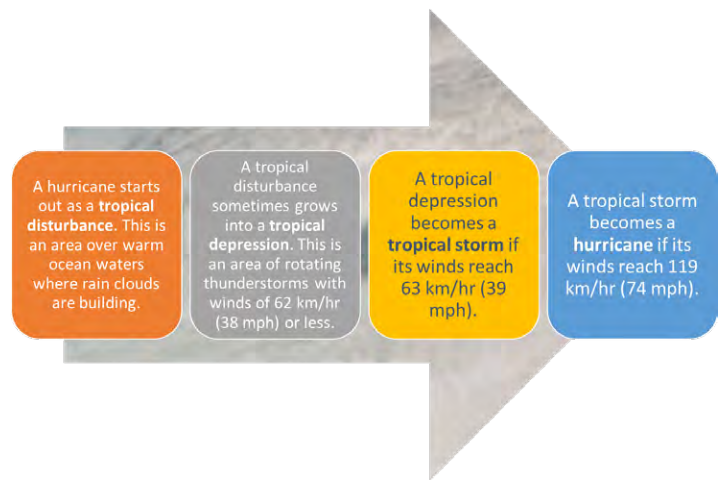 A hurricane starts
out as a tropical
disturbance. This is
an area over warm
ocean waters
where rain clouds
are building.
A tropical
disturbance
sometimes grows
into a tropical
depression. This is
an area of rotating
thunderstorms with
winds of 62 km/hr
(38 mph) or less.
A tropical
depression
becomes a
tropical storm if
its winds reach
63 km/hr (39
mph).
A tropical storm
becomes a
hurricane if its
winds reach 119
km/hr (74 mph).